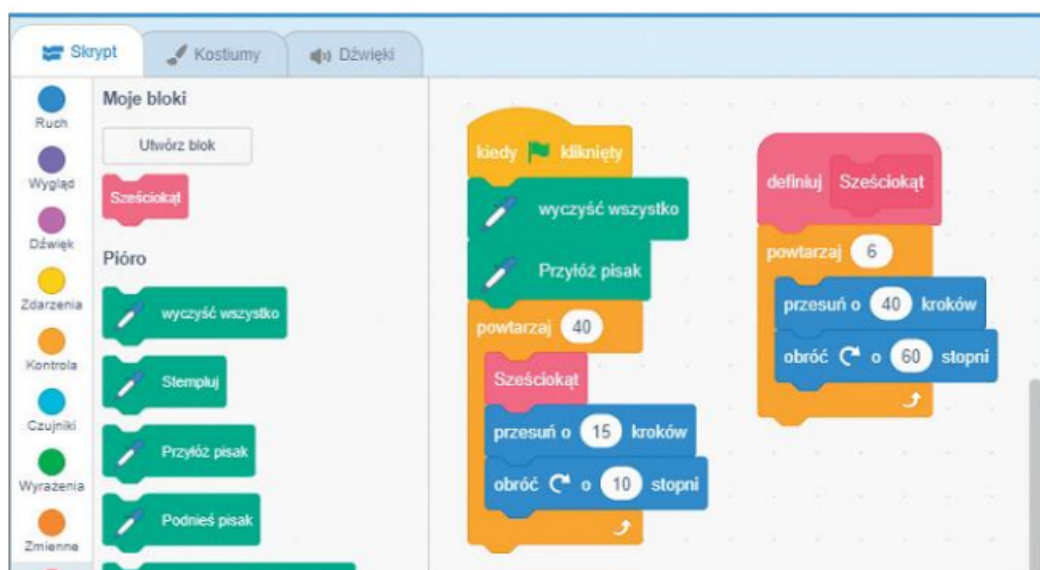 Skrypt
Kostiumy
Dźwięki
Ruch
Wygląd
Dźwięk
Zdarzenia
Kontrola
Czujniki
Wyrażenia
Zmienne
Moje bloki
Utwórz blok
Sześciokąt
Pióro
wyczyść wszystko
Stempluj
Przyłóż pisak
Podnieś pisak
kiedy kliknięty
wyczyść wszystko
Przyłóż pisak
powtarzaj 40
Sześciokąt
przesuń o 15 kroków
obróć o 10 stopni
definiuj Sześciokąt
powtarzaj 6
przesuń o 40 kroków
obróć o 60 stopni